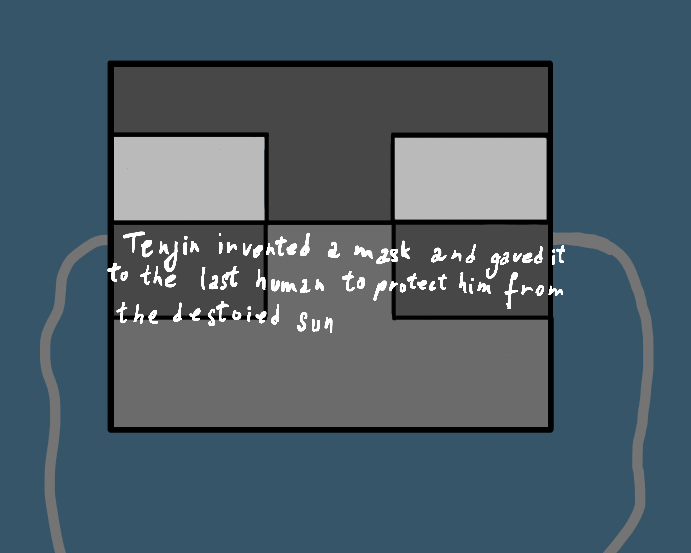 Tenjin invented a mask and gaved it
to the last human to protect him from
the destoied sun